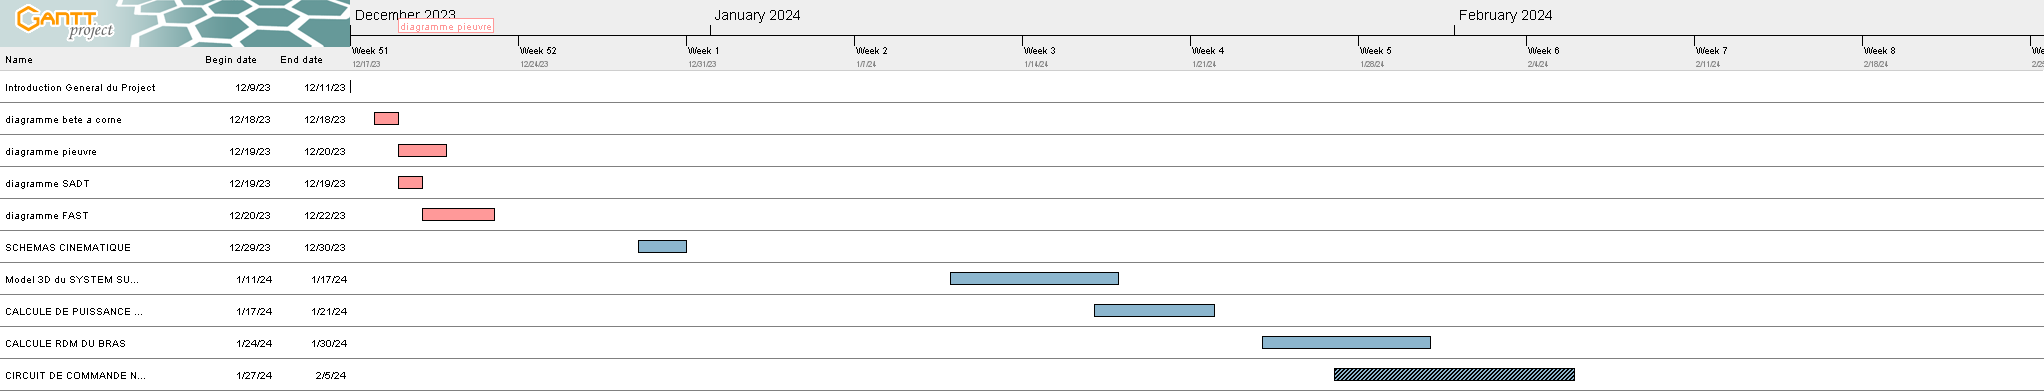 GANTT
project
December 2023 January 2024 February 2024
diagramme pieuvre
Week 51 Week 52 Week 1 Week 2 Week 3 Week 4 Week 5 Week 6 Week 7 Week 8 We
Name Begin date End date 12/17/23 12/24/23 12/31/23 1/7/24 1/14/24 1/21/24 1/28/24 2/4/24 2/11/24 2/18/24 2/25
Introduction General du Project 12/9/23 12/11/23
diagramme bete a corne 12/18/23 12/18/23
diagramme pieuvre 12/19/23 12/20/23
diagramme SADT 12/19/23 12/19/23
diagramme FAST 12/20/23 12/22/23
SCHEMAS CINEMATIQUE 12/29/23 12/30/23
Model 3D du SYSTEM SU... 1/11/24 1/17/24
CALCULE DE PUISSANCE ... 1/17/24 1/21/24
CALCULE RDM DU BRAS 1/24/24 1/30/24
CIRCUIT DE COMMANDE N... 1/27/24 2/5/24